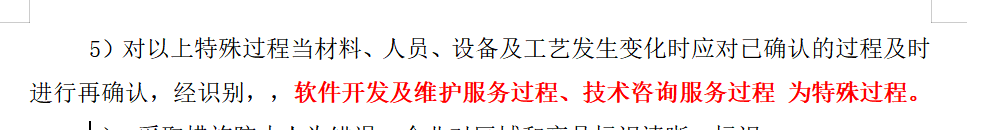 5）对以上特殊过程当材料、人员、设备及工艺发生变化时应对已确认的过程及时
进行再确认，经识别，，软件开发及维护服务过程、技术咨询服务过程 为特殊过程。